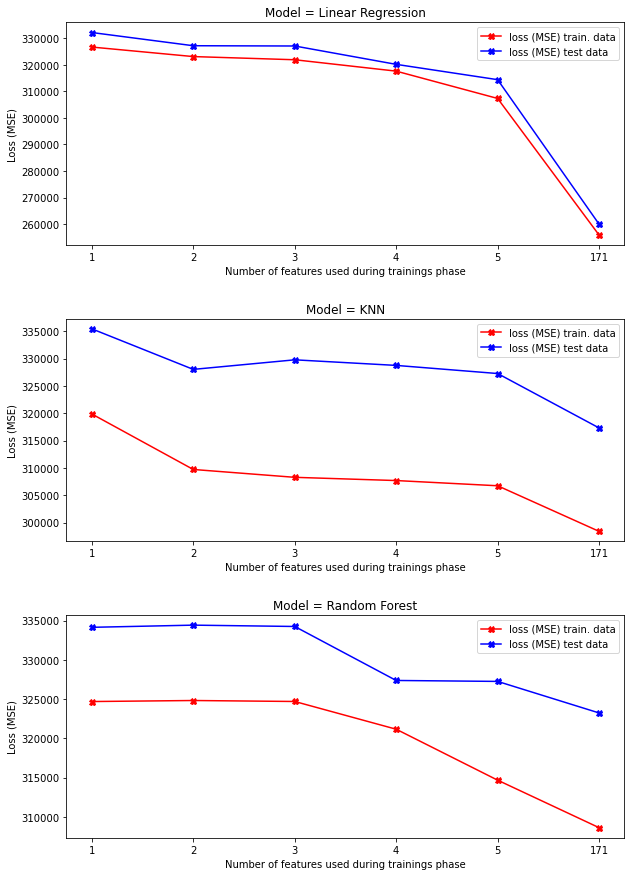 Model = Linear Regression
330000
320000
310000
300000
290000
280000
270000
260000
Loss (MSE)
loss (MSE) train. data
loss (MSE) test data
1 2 3 4 5 171
Number of features used during trainings phase
Model = KNN
335000
330000
325000
320000
315000
310000
305000
300000
Loss (MSE)
loss (MSE) train. data
loss (MSE) test data
1 2 3 4 5 171
Number of features used during trainings phase
Model = Random Forest
335000
330000
325000
320000
315000
310000
Loss (MSE)
loss (MSE) train. data
loss (MSE) test data
1 2 3 4 5 171
Number of features used during trainings phase